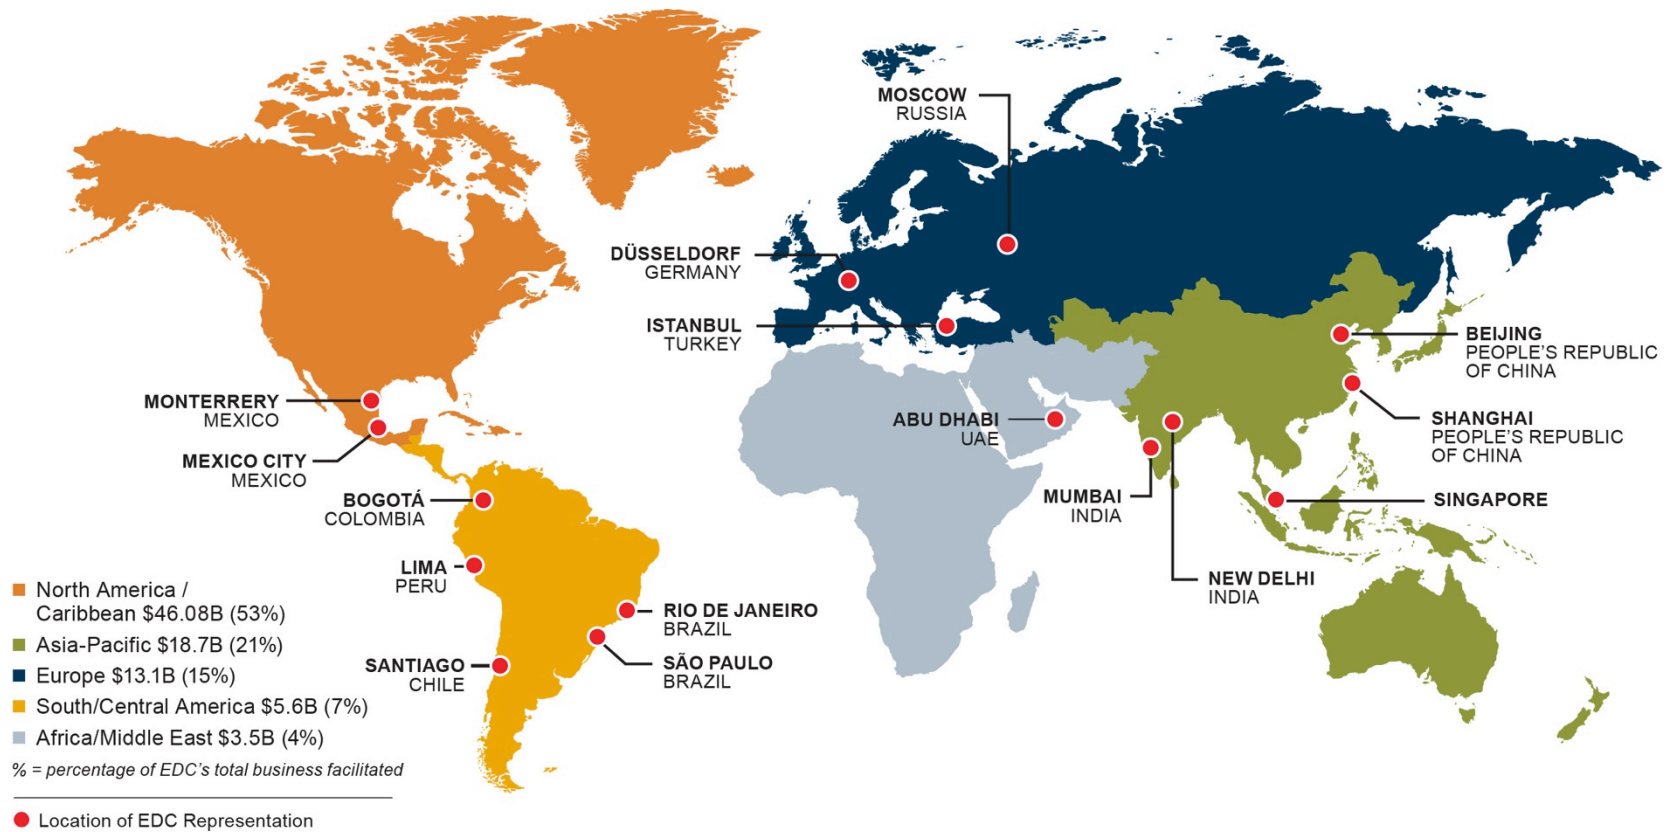 MOSCOW
RUSSIA
DÜSSELDORF
GERMANY
ISTANBUL
TURKEY
BEIJING
PEOPLE'S REPUBLIC
OF CHINA
MONTERRERY
MEXICO
ABU DHABI
UAE
SHANGHAI
PEOPLE'S REPUBLIC
OF CHINA
MEXICO CITY
MEXICO
BOGOTÁ
COLOMBIA
MUMBAI
INDIA
SINGAPORE
LIMA
PERU
NEW DELHI
INDIA
RIO DE JANEIRO
BRAZIL
SANTIAGO
CHILE
SÃO PAULO
BRAZIL
North America /
Caribbean $46.08B (53%)
Asia-Pacific $18.7B (21%)
Europe $13.1B (15%)
South/Central America $5.6B (7%)
Africa/Middle East $3.5B (4%)
% = percentage of EDC's total business facilitated
Location of EDC Representation